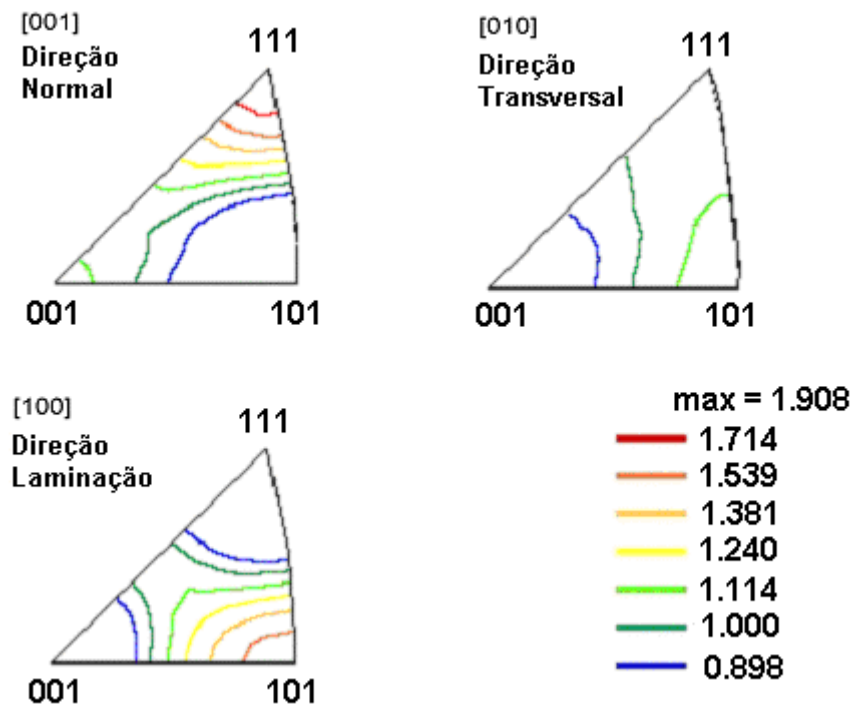 [001]
Direção
Normal
111
001
101
[010]
Direção
Transversal
111
001
101
[100]
Direção
Laminação
111
001
101
max = 1.908
1.714
1.539
1.381
1.240
1.114
1.000
0.898